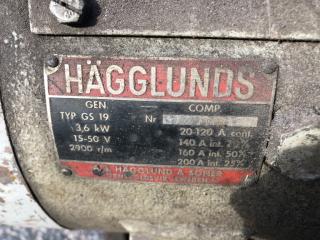 HÄGGLUNDS
GEN. COMP.
TYP GS 19 Nr
3,6 kW 20-120 A cont.
15-50 V 140 A int.
2900 r/m 160 A int. 50%
200 A int. 25%
HÄGGLUND & SÖNER